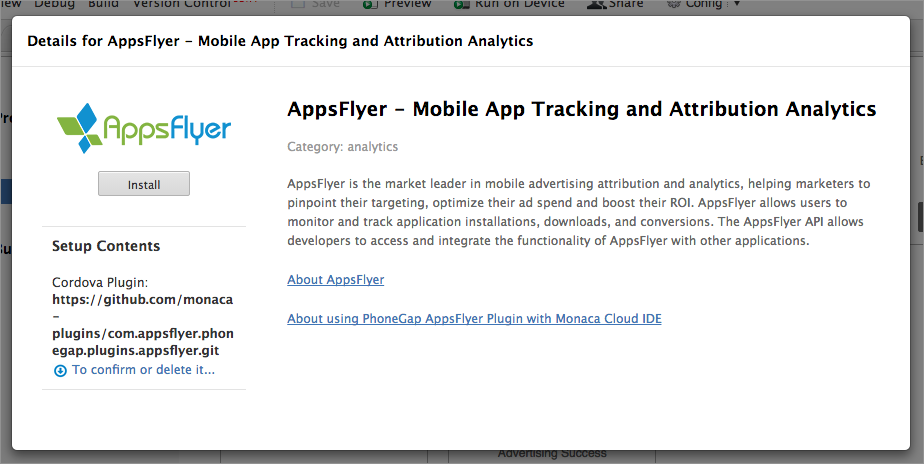 iew Debug Build Version Control Save Preview Run on Device Share Config
Details for AppsFlyer – Mobile App Tracking and Attribution Analytics
AppsFlyer
Install
Setup Contents
Cordova Plugin:
https://github.com/monaca
-
plugins/com.appsflyer.phon
egap.plugins.appsflyer.git
To confirm or delete it...
AppsFlyer – Mobile App Tracking and Attribution Analytics
Category: analytics
AppsFlyer is the market leader in mobile advertising attribution and analytics, helping marketers to
pinpoint their targeting, optimize their ad spend and boost their ROI. AppsFlyer allows users to
monitor and track application installations, downloads, and conversions. The AppsFlyer API allows
developers to access and integrate the functionality of AppsFlyer with other applications.
About AppsFlyer
About using PhoneGap AppsFlyer Plugin with Monaca Cloud IDE
Advertising Success